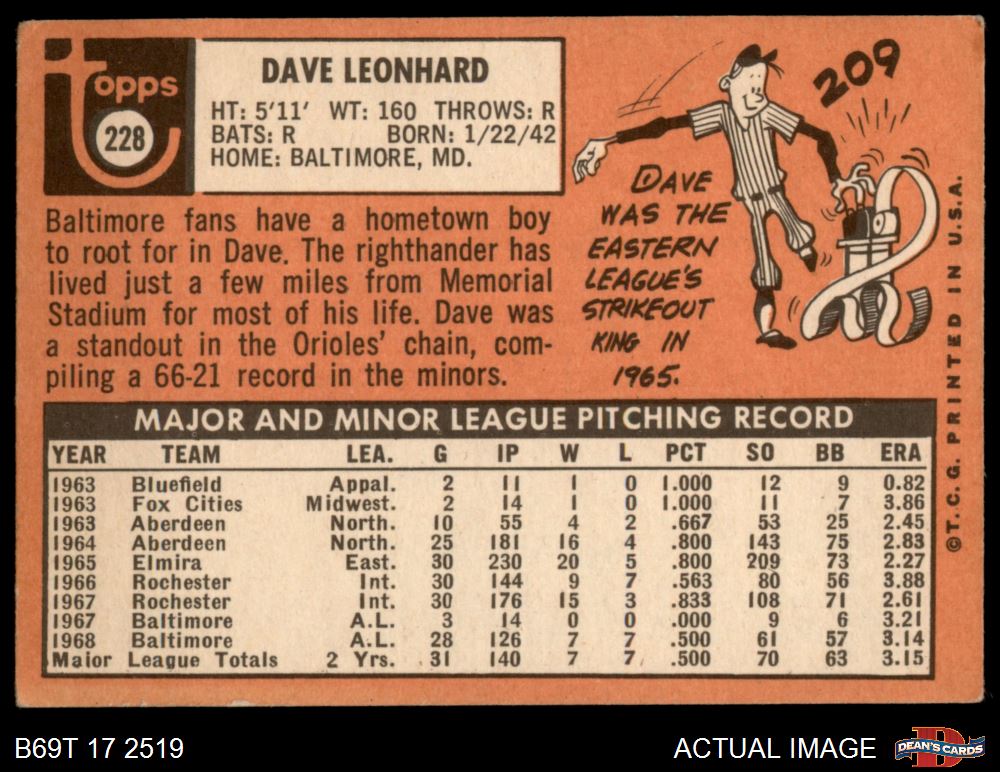 Topps
228
DAVE LEONHARD
HT: 5'11' WT: 160 THROWS: R
BATS: R BORN: 1/22/42
HOME: BALTIMORE, MD.
Baltimore fans have a hometown boy
to root for in Dave. The righthander has
lived just a few miles from Memorial
Stadium for most of his life. Dave was
a standout in the Orioles' chain, com-
piling a 66-21 record in the minors.
209
DAVE
WAS THE
EASTERN
LEAGUE'S
STRIKEOUT
KING IN
1965.
©T.C.G. PRINTED IN U.S.A.
MAJOR AND MINOR LEAGUE PITCHING RECORD
YEAR TEAM LEA. G IP W L PCT SO BB ERA
1963 Bluefield Appal. 2 11 1 0 1.000 12 9 0.82
1963 Fox Cities Midwest. 2 14 1 0 1.000 11 7 3.86
1963 Aberdeen North. 10 55 4 2 .667 53 25 2.45
1964 Aberdeen North. 25 181 16 4 .800 143 75 2.83
1965 Elmira East. 30 230 20 5 .800 209 73 2.27
1966 Rochester Int. 30 144 9 7 .563 80 56 3.88
1967 Rochester Int. 30 176 15 3 .833 108 71 2.61
1967 Baltimore A.L. 3 14 0 0 .000 9 6 3.21
1968 Baltimore A.L. 28 126 7 7 .500 61 57 3.14
Major League Totals 2 Yrs. 31 140 7 7 .500 70 63 3.15
B69T 17 2519
ACTUAL IMAGE
D
DEAN'S CARDS